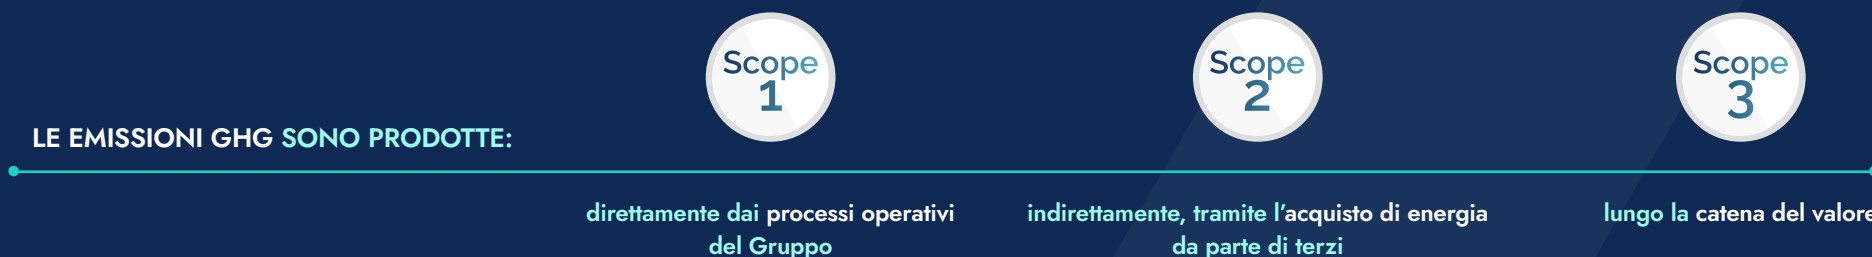 Scope
1
Scope
2
Scope
3
LE EMISSIONI GHG SONO PRODOTTE:
direttamente dai processi operativi
del Gruppo
indirettamente, tramite l'acquisto di energia
da parte di terzi
lungo la catena del valore